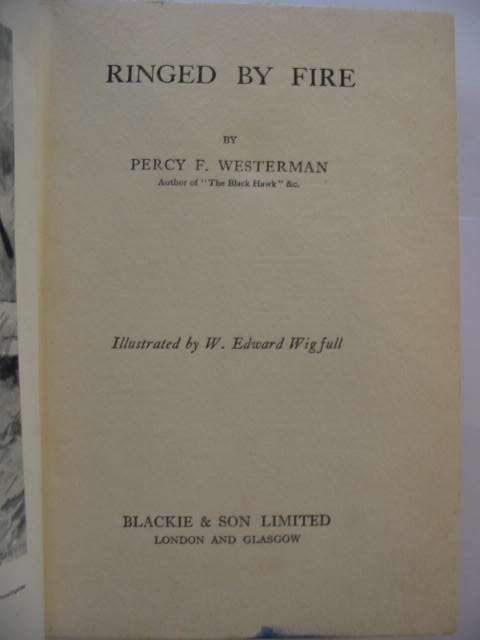 RINGED BY FIRE
BY
PERCY F. WESTERMAN
Author of "The Black Hawk" &c.
Illustrated by W. Edward Wigfull
BLACKIE & SON LIMITED
LONDON AND GLASGOW